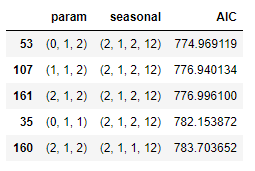 param seasonal AIC
53 (0, 1, 2) (2, 1, 2, 12) 774.969119
107 (1, 1, 2) (2, 1, 2, 12) 776.940134
161 (2, 1, 2) (2, 1, 2, 12) 776.996100
35 (0, 1, 1) (2, 1, 2, 12) 782.153872
160 (2, 1, 2) (2, 1, 1, 12) 783.703652